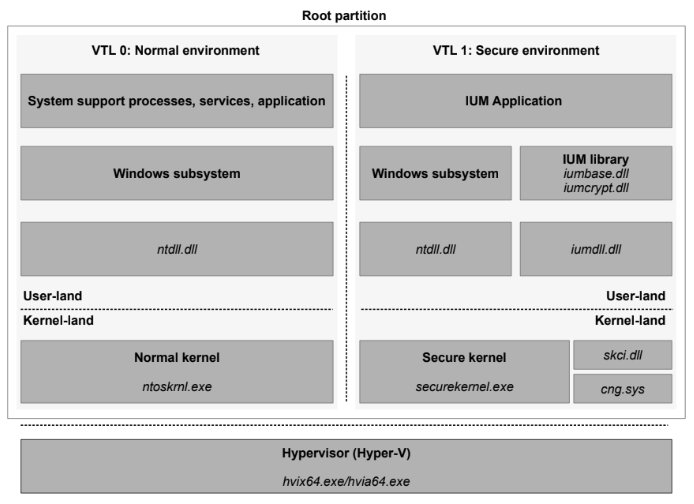 Root partition
VTL 0: Normal environment
System support processes, services, application
Windows subsystem
ntdll.dll
User-land
Kernel-land
Normal kernel
ntoskrnl.exe
VTL 1: Secure environment
IUM Application
Windows subsystem
IUM library
iumbase.dll
iumcrypt.dll
ntdll.dll
iumdll.dll
User-land
Kernel-land
Secure kernel
securekernel.exe
skci.dll
cng.sys
Hypervisor (Hyper-V)
hvix64.exe/hvia64.exe